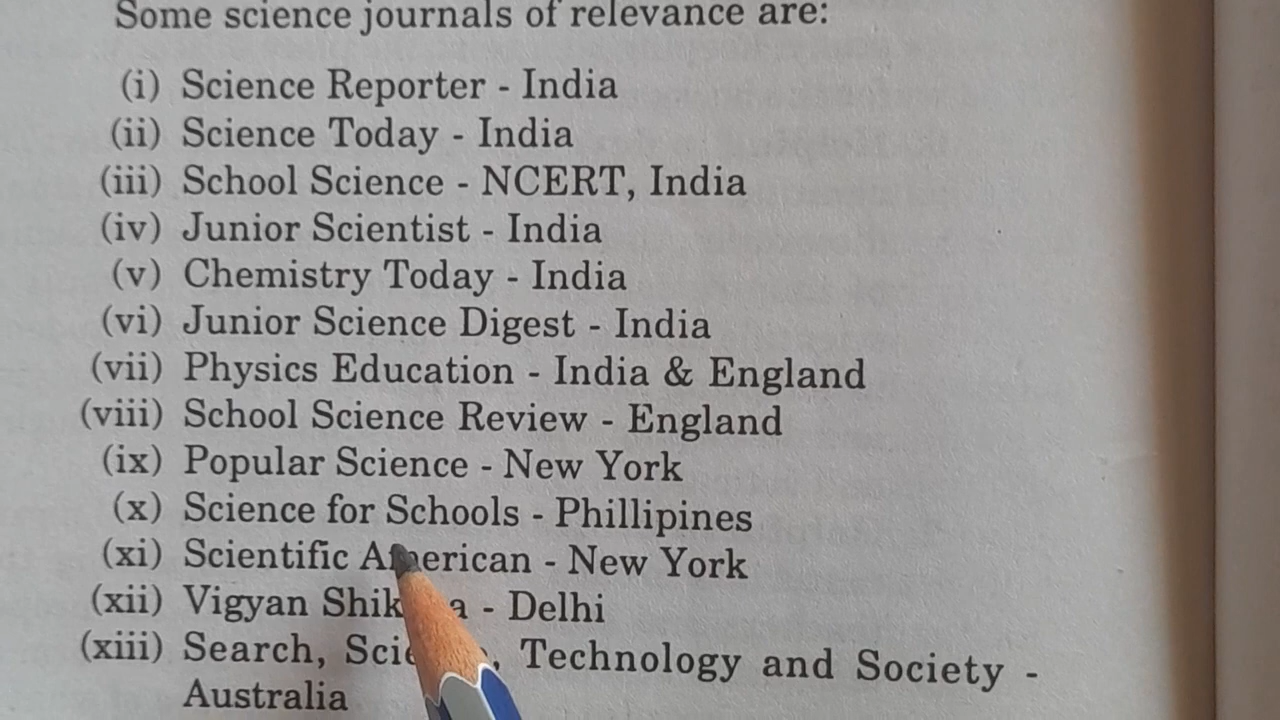 Some science journals of relevance are:
(i) Science Reporter - India
(ii) Science Today - India
(iii) School Science - NCERT, India
(iv) Junior Scientist - India
(v) Chemistry Today - India
(vi) Junior Science Digest - India
(vii) Physics Education - India & England
(viii) School Science Review - England
(ix) Popular Science - New York
(x) Science for Schools - Phillipines
(xi) Scientific American - New York
(xii) Vigyan - Delhi
(xiii) Search, Technology and Society -
Australia